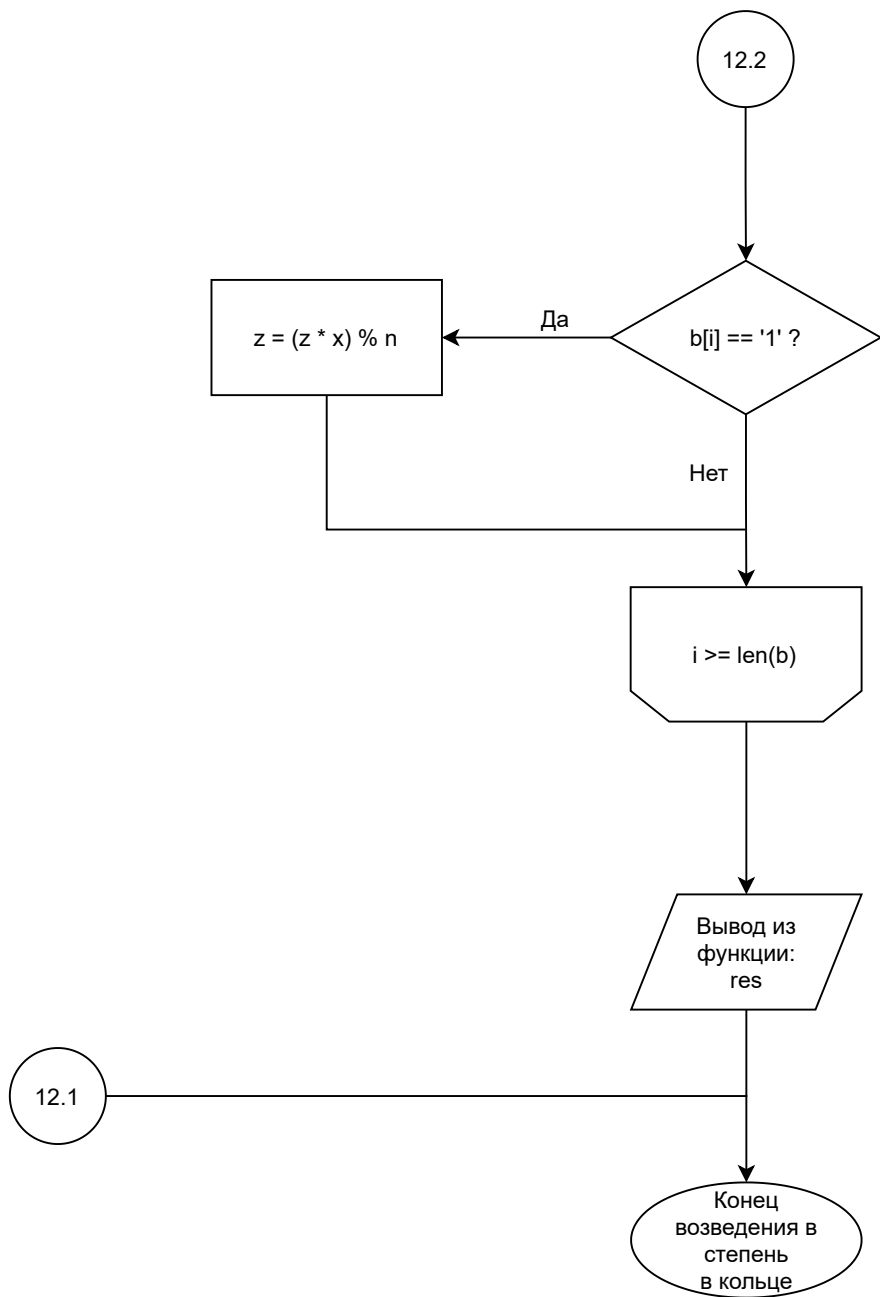 12.2
b[i] == '1' ?
Да
z = (z * x) % n
Нет
i >= len(b)
Вывод из
функции:
res
12.1
Конец
возведения в
степень
в кольце